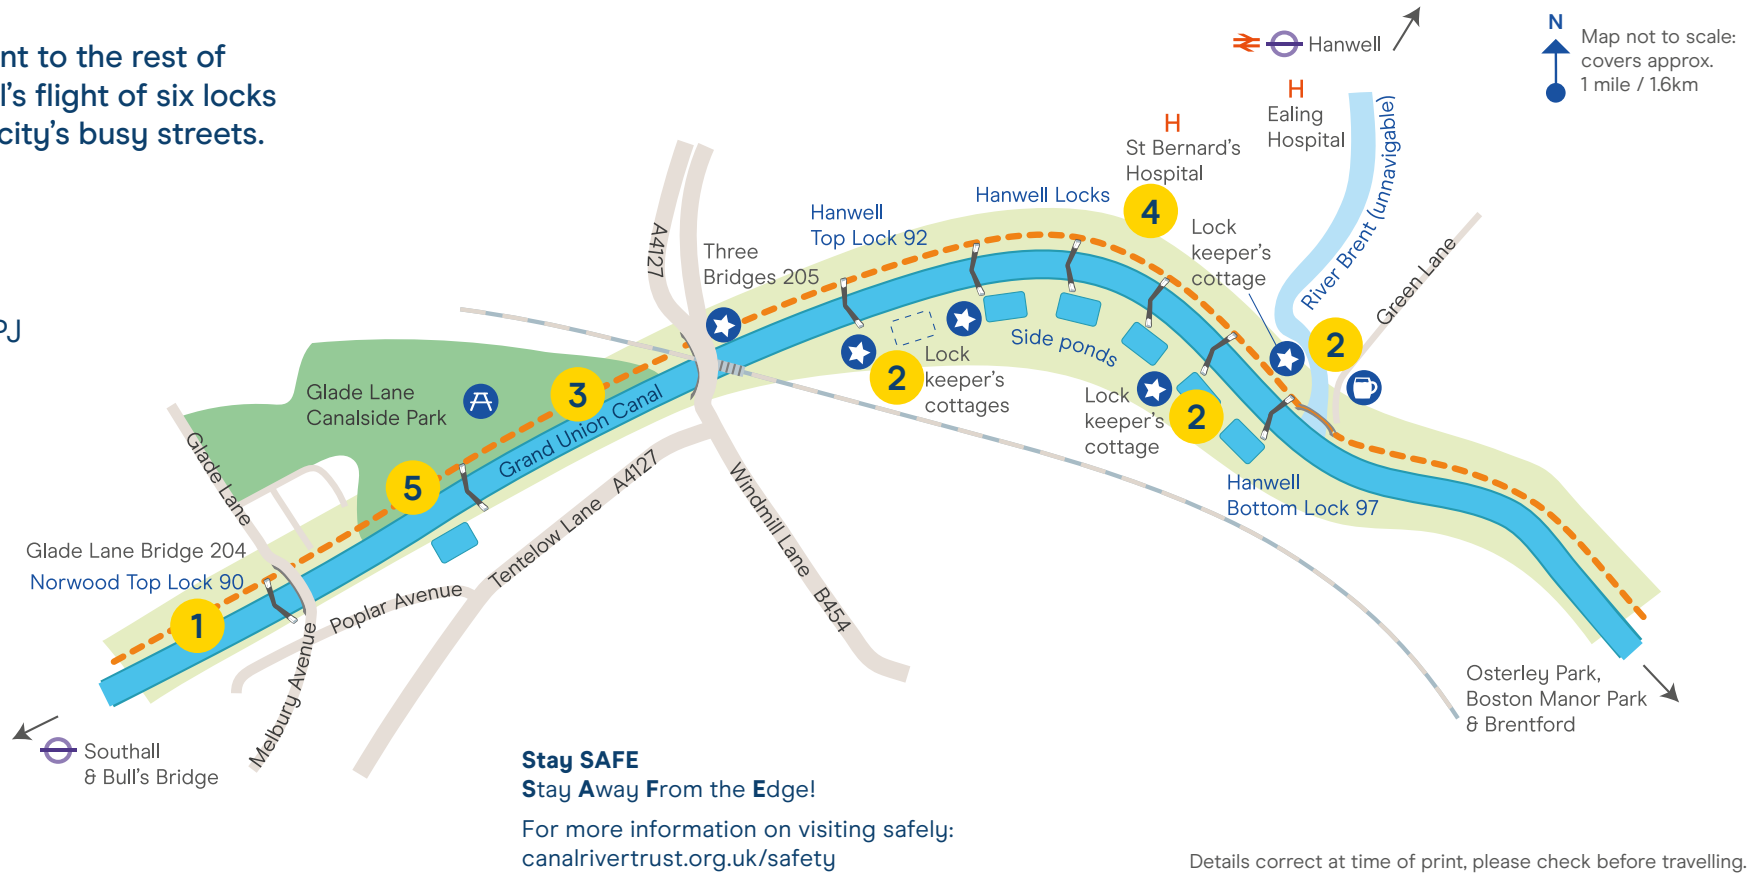 nt to the rest of
l's flight of six locks
city's busy streets.
PJ
Hanwell
N
Map not to scale:
covers approx.
1 mile / 1.6km
H
Ealing
Hospital
H
St Bernard's
Hospital
4
River Brent (unnavigable)
Green Lane
Hanwell Locks
Hanwell
Top Lock 92
Lock
keeper's
cottage
A4127
Three
Bridges 205
2
Side ponds
2
Lock
keeper's
cottages
Lock
keeper's
cottage
2
Hanwell
Bottom Lock 97
Glade Lane
Canalside Park
3
Grand Union Canal
5
Glade Lane
Glade Lane Bridge 204
Norwood Top Lock 90
1
Poplar Avenue
Melbury Avenue
Tentelow Lane A4127
Windmill Lane B454
Southall
& Bull's Bridge
Osterley Park,
Boston Manor Park
& Brentford
Stay SAFE
Stay Away From the Edge!
For more information on visiting safely:
canalrivertrust.org.uk/safety
Details correct at time of print, please check before travelling.